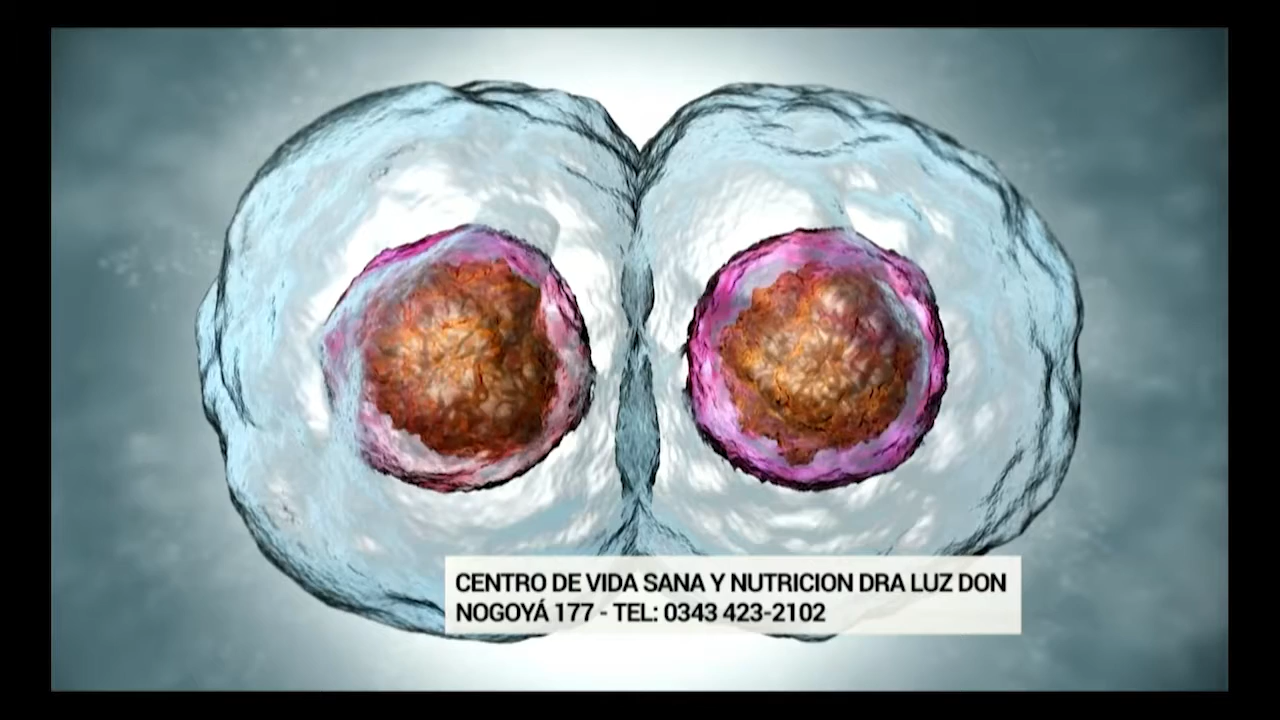 CENTRO DE VIDA SANA Y NUTRICION DRA LUZ DON
NOGOYÁ 177 - TEL: 0343 423-2102